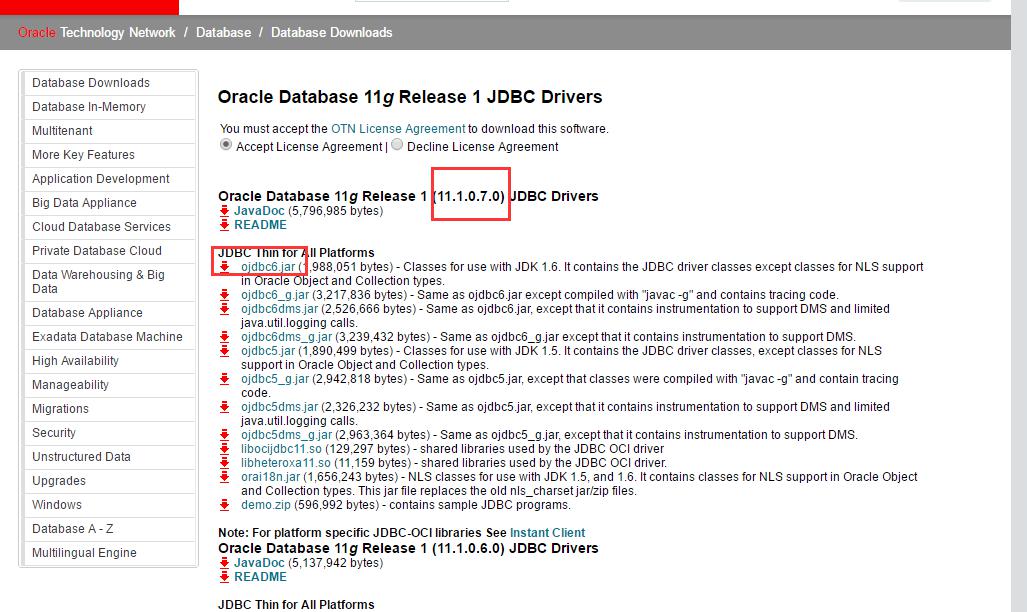 Oracle Technology Network / Database / Database Downloads
Database Downloads
Database In-Memory
Multitenant
More Key Features
Application Development
Big Data Appliance
Cloud Database Services
Private Database Cloud
Data Warehousing & Big
Data
Database Appliance
Exadata Database Machine
High Availability
Manageability
Migrations
Security
Unstructured Data
Upgrades
Windows
Database A - Z
Multilingual Engine
Oracle Database 11g Release 1 JDBC Drivers
You must accept the OTN License Agreement to download this software.
Accept License Agreement | Decline License Agreement
Oracle Database 11g Release 1 (11.1.0.7.0) JDBC Drivers
JavaDoc (5,796,985 bytes)
README
JDBC Thin for All Platforms
ojdbc6.jar (1,988,051 bytes) - Classes for use with JDK 1.6. It contains the JDBC driver classes except classes for NLS support
in Oracle Object and Collection types.
ojdbc6_g.jar (3,217,836 bytes) - Same as ojdbc6.jar except compiled with "javac -g" and contains tracing code.
ojdbc6dms.jar (2,526,666 bytes) - Same as ojdbc6.jar, except that it contains instrumentation to support DMS and limited
java.util.logging calls.
ojdbc6dms_g.jar (3,239,432 bytes) - Same as ojdbc6_g.jar except that it contains instrumentation to support DMS.
ojdbc5.jar (1,890,499 bytes) - Classes for use with JDK 1.5. It contains the JDBC driver classes, except classes for NLS
support in Oracle Object and Collection types.
ojdbc5_g.jar (2,942,818 bytes) - Same as ojdbc5.jar, except that classes were compiled with "javac -g" and contain tracing
code.
ojdbc5dms.jar (2,326,232 bytes) - Same as ojdbc5.jar, except that it contains instrumentation to support DMS and limited
java.util.logging calls.
ojdbc5dms_g.jar (2,963,364 bytes) - Same as ojdbc5_g.jar, except that it contains instrumentation to support DMS.
libocijdbc11.so (129,297 bytes) - shared libraries used by the JDBC OCI driver
libheteroxa11.so (11,159 bytes) - shared libraries used by the JDBC OCI driver.
orai18n.jar (1,656,243 bytes) - NLS classes for use with JDK 1.5, and 1.6. It contains classes for NLS support in Oracle Object
and Collection types. This jar file replaces the old nls_charset jar/zip files.
demo.zip (596,992 bytes) - contains sample JDBC programs.
Note: For platform specific JDBC-OCI libraries See Instant Client
Oracle Database 11g Release 1 (11.1.0.6.0) JDBC Drivers
JavaDoc (5,137,942 bytes)
README
JDBC Thin for All Platforms